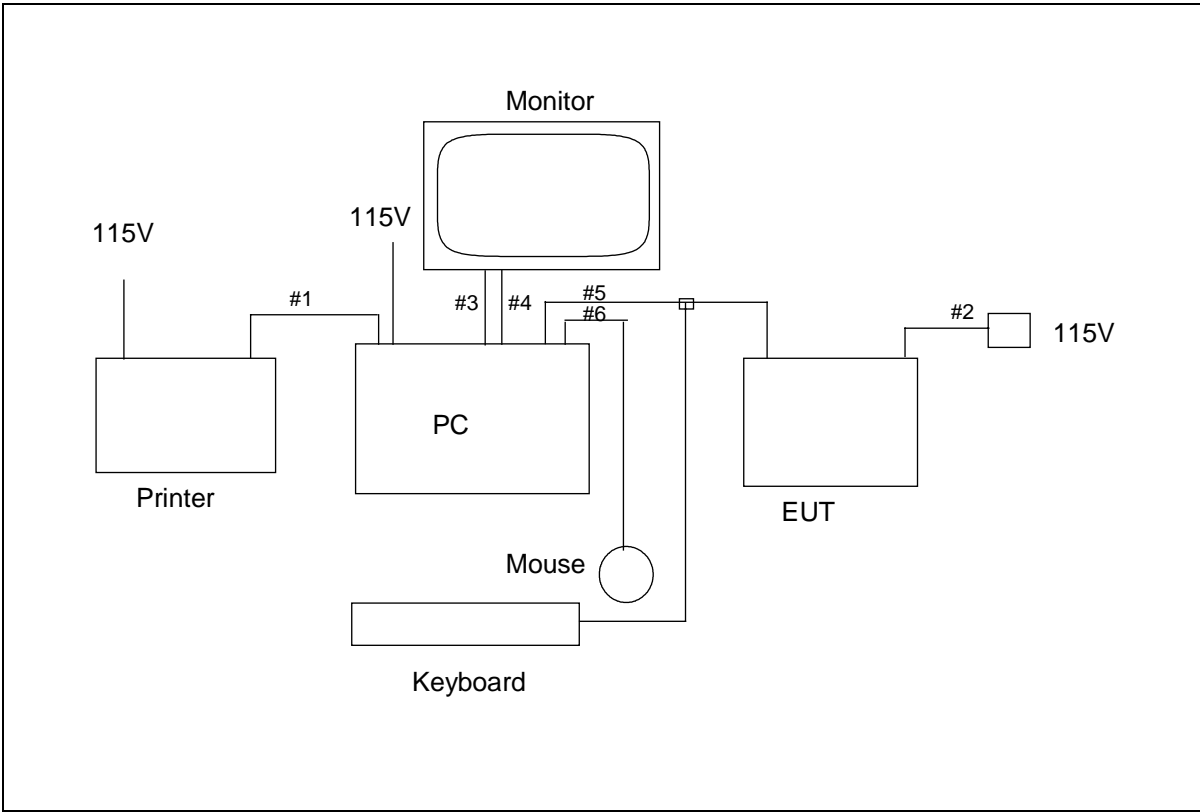 Monitor
115V
115V
#1
#3
#4
#5
#6
#2
115V
PC
Printer
EUT
Mouse
Keyboard